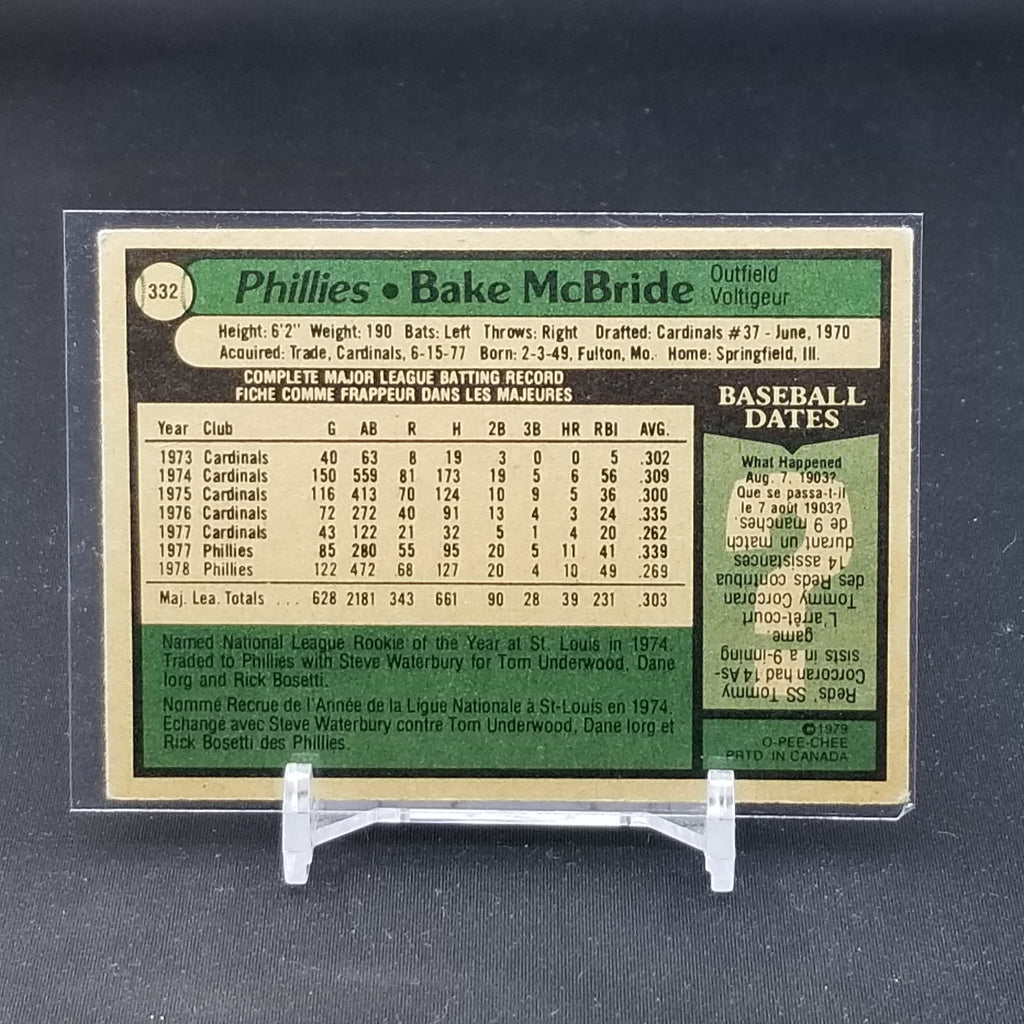 332
Phillies • Bake McBride
Outfield
Voltigeur
Height: 6'2" Weight: 190 Bats: Left Throws: Right Drafted: Cardinals #37 - June, 1970
Acquired: Trade, Cardinals, 6-15-77 Born: 2-3-49, Fulton, Mo. Home: Springfield, Ill.
COMPLETE MAJOR LEAGUE BATTING RECORD
FICHE COMME FRAPPEUR DANS LES MAJEURES
Year Club G AB R H 2B 3B HR RBI AVG.
1973 Cardinals 40 63 8 19 3 0 0 5 .302
1974 Cardinals 150 559 81 173 19 5 6 56 .309
1975 Cardinals 116 413 70 124 10 9 5 36 .300
1976 Cardinals 72 272 40 91 13 4 3 24 .335
1977 Cardinals 43 122 21 32 5 1 4 20 .262
1977 Phillies 85 280 55 95 20 5 11 41 .339
1978 Phillies 122 472 68 127 20 4 10 49 .269
Maj. Lea. Totals ... 628 2181 343 661 90 28 39 231 .303
Named National League Rookie of the Year at St. Louis in 1974.
Traded to Phillies with Steve Waterbury for Tom Underwood, Dane
Iorg and Rick Bosetti.
Nommé Recrue de l'Année de la Ligue Nationale à St-Louis en 1974.
Echange avec Steve Waterbury contre Tom Underwood, Dane Iorg et
Rick Bosetti des Phillies.
BASEBALL
DATES
What Happened
Aug. 7, 1903?
Que se passa-t-il
le 7 août 1903?
Reds' SS Tommy
Corcoran had 14 As-
sists in a 9-inning
game.
L'arrêt-court
Tommy Corcoran
des Reds contribua
14 assistances
durant un match
de 9 manches.
©1979
O-PEE-CHEE
PRTD. IN CANADA